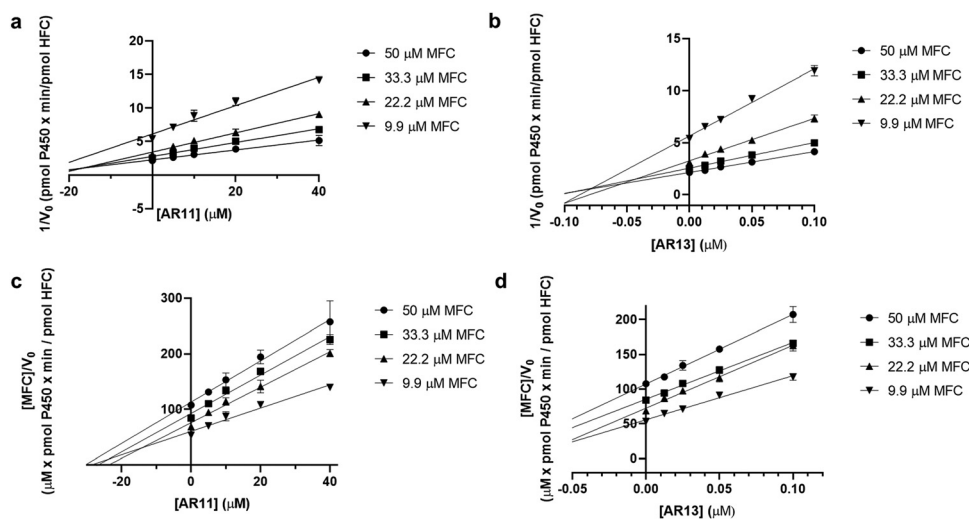 a
1/V₀ (pmol P450 x min/pmol HFC)
15
10
5
-5
-20
0
20
40
[AR11] (μM)
50 μM MFC
33.3 μM MFC
22.2 μM MFC
9.9 μM MFC
b
1/V₀ (pmol P450 x min/pmol HFC)
15
10
5
0
-0.10
-0.05
0.00
0.05
0.10
[AR13] (μM)
50 μM MFC
33.3 μM MFC
22.2 μM MFC
9.9 μM MFC
c
[MFC]/V₀
(μM x pmol P450 x min / pmol HFC)
300
200
100
-40
-20
0
20
40
[AR11] (μM)
50 μM MFC
33.3 μM MFC
22.2 μM MFC
9.9 μM MFC
d
[MFC]/V₀
(μM x pmol P450 x min / pmol HFC)
200
150
100
50
0
-0.05
0.00
0.05
0.10
[AR13] (μM)
50 μM MFC
33.3 μM MFC
22.2 μM MFC
9.9 μM MFC